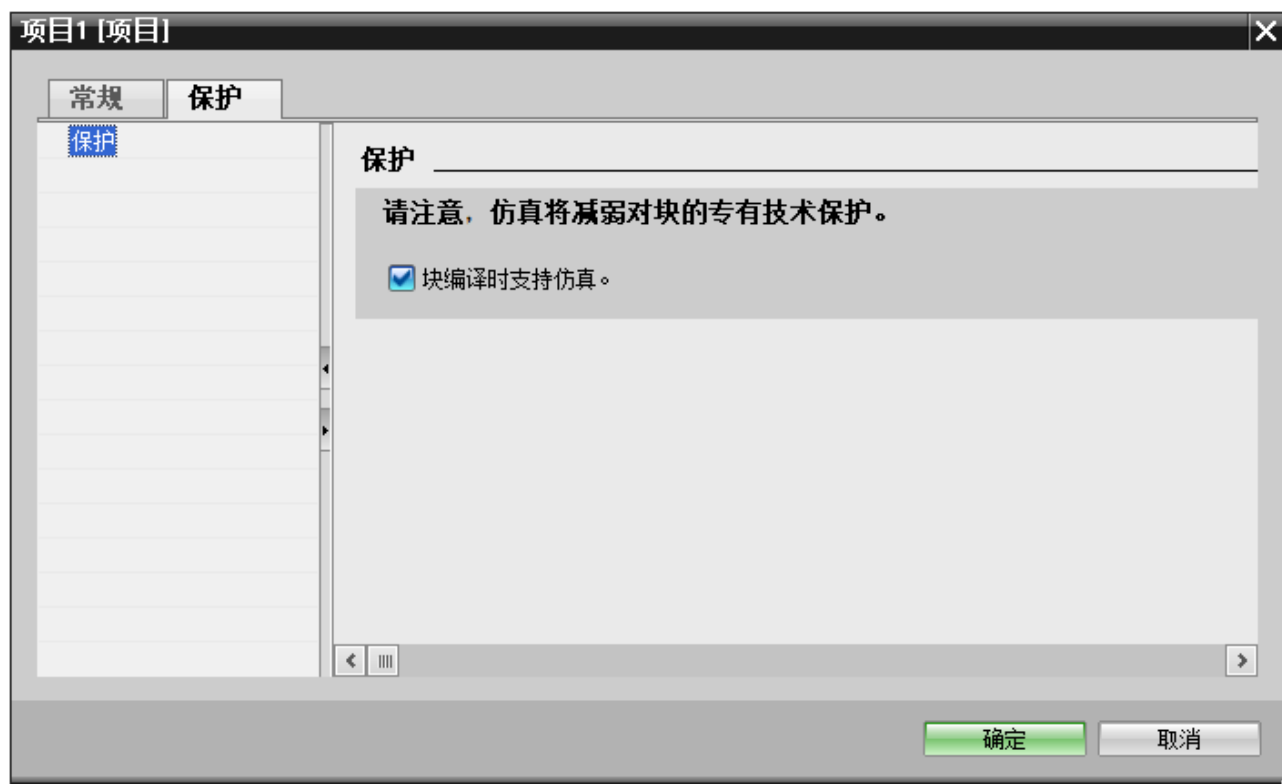 项目1 [项目]
常规
保护
保护
保护
请注意，仿真将减弱对块的专有技术保护。
块编译时支持仿真。
确定
取消